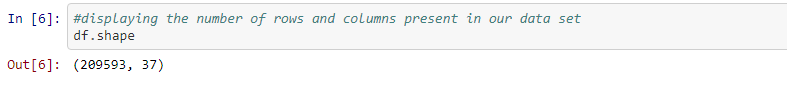 In [6]: #displaying the number of rows and columns present in our data set
df.shape
Out[6]: (209593, 37)